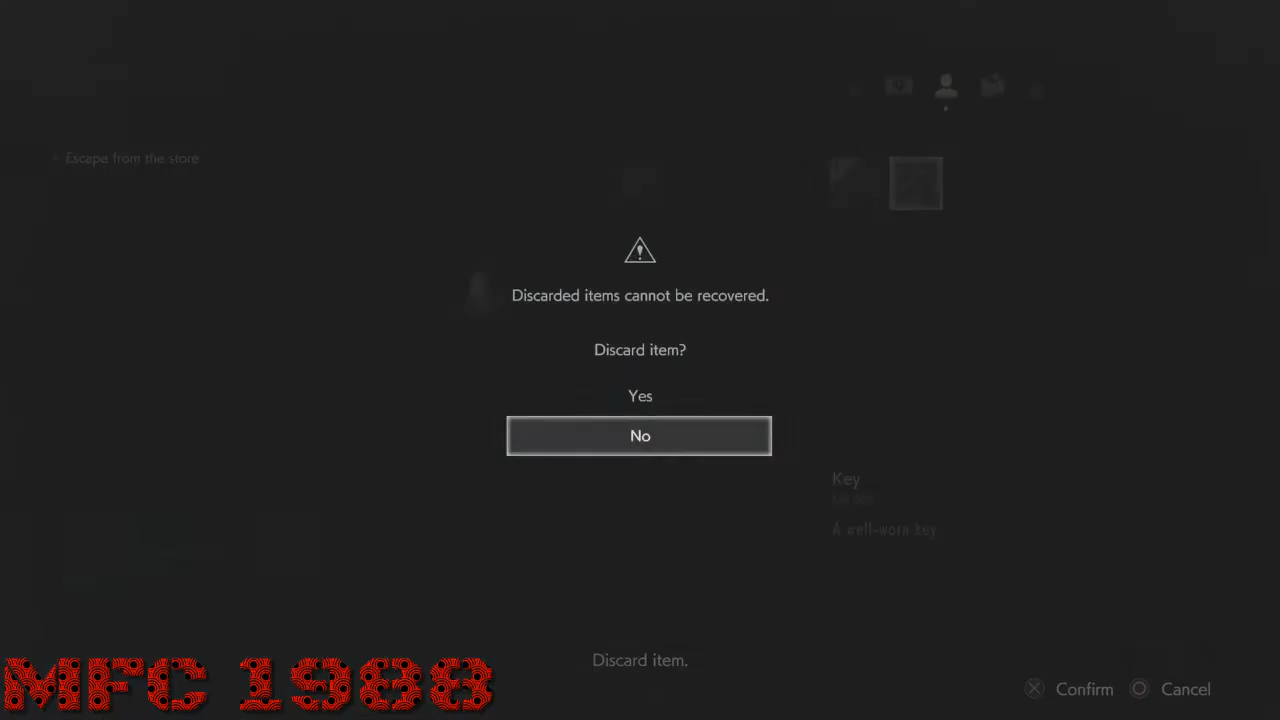 Escape from the store
Discarded items cannot be recovered.
Discard item?
Yes
No
Key
A well-worn key
Discard item.
Confirm
Cancel
MFC 1988